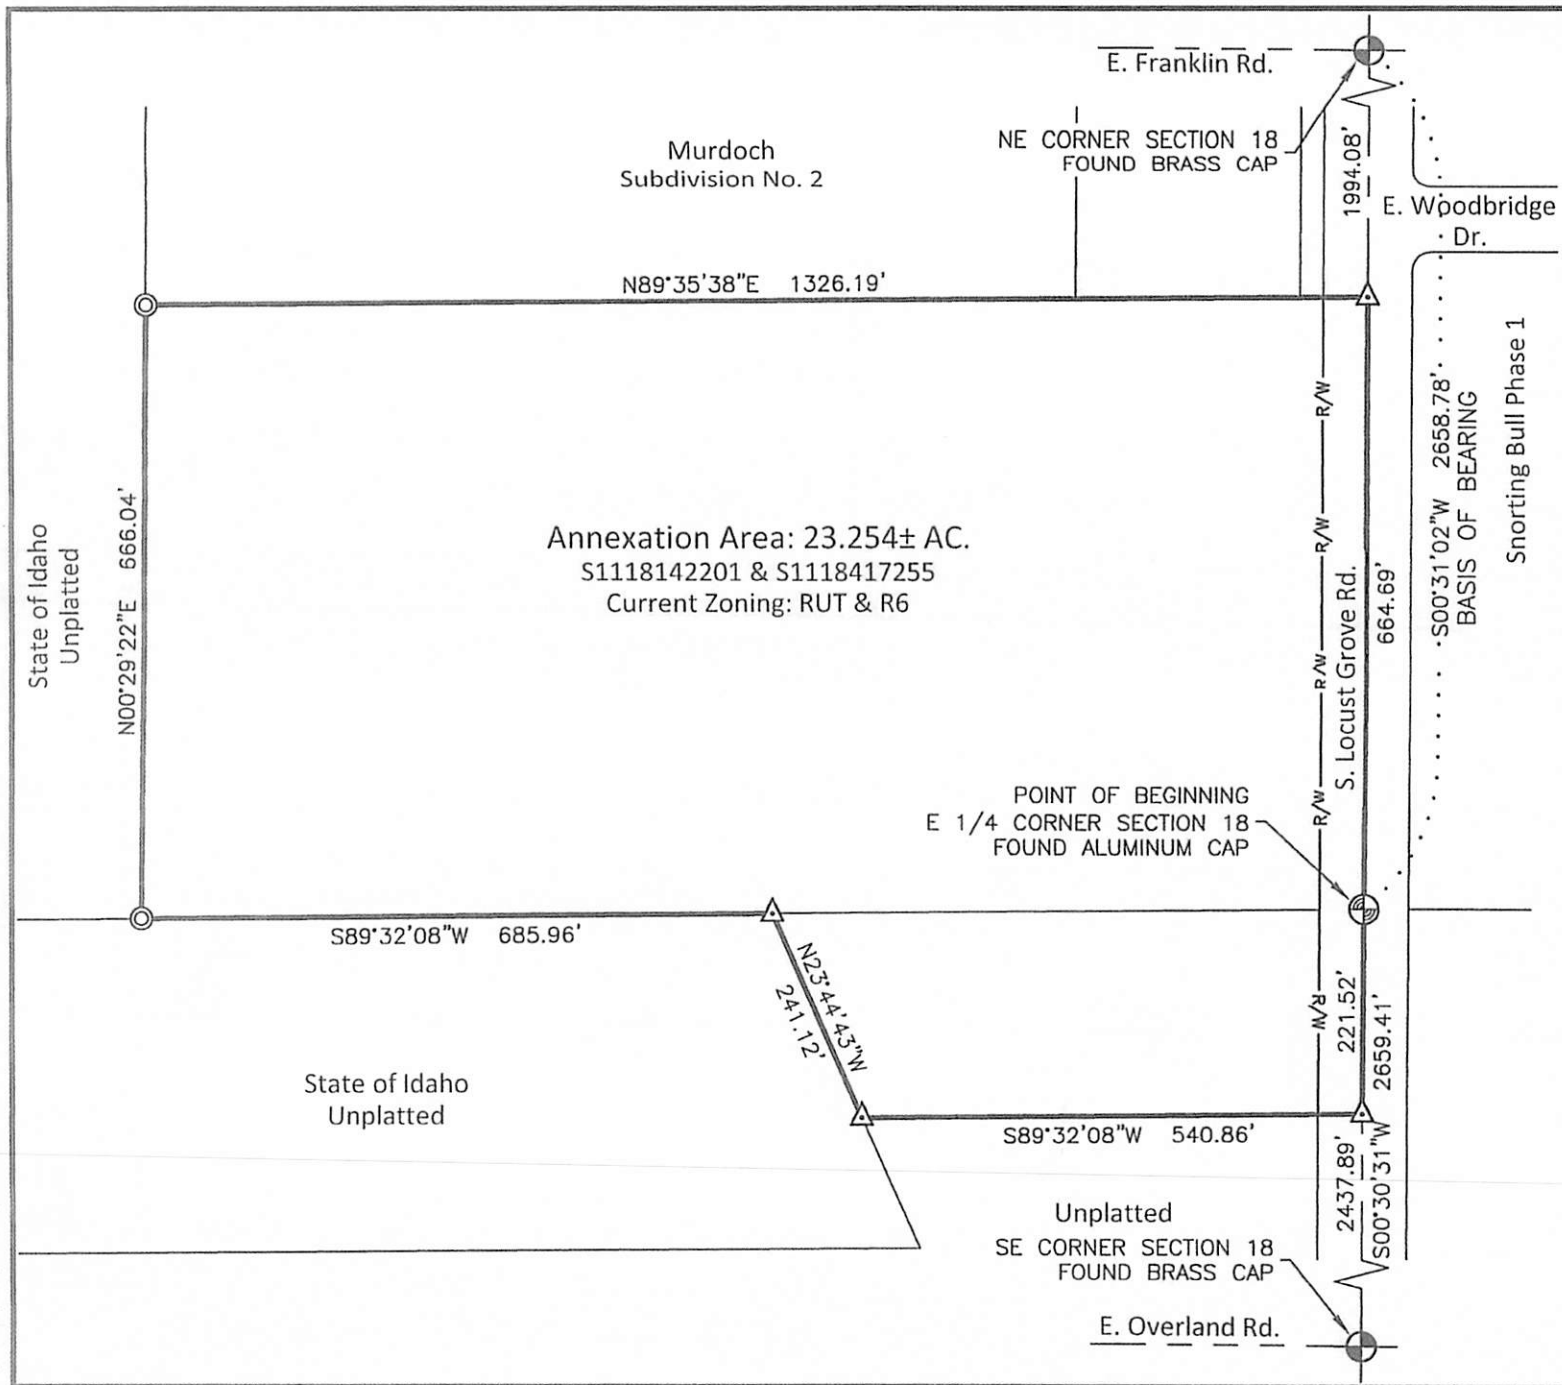 E. Franklin Rd.
NE CORNER SECTION 18
FOUND BRASS CAP
Murdoch
Subdivision No. 2
1994.08'
E. Woodbridge
Dr.
N89°35'38"E 1326.19'
Snorting Bull Phase 1
S00°31'02"W 2658.78'
BASIS OF BEARING
R/W
R/W
R/W
R/W
R/W
S. Locust Grove Rd.
664.69'
State of Idaho
Unplatted
N00°29'22"E 666.04'
Annexation Area: 23.254± AC.
S1118142201 & S1118417255
Current Zoning: RUT & R6
POINT OF BEGINNING
E 1/4 CORNER SECTION 18
FOUND ALUMINUM CAP
S89°32'08"W 685.96'
N23°44'43"W
241.12'
221.52'
2659.41'
State of Idaho
Unplatted
S89°32'08"W 540.86'
2437.89'
S00°30'31"W
Unplatted
SE CORNER SECTION 18
FOUND BRASS CAP
E. Overland Rd.